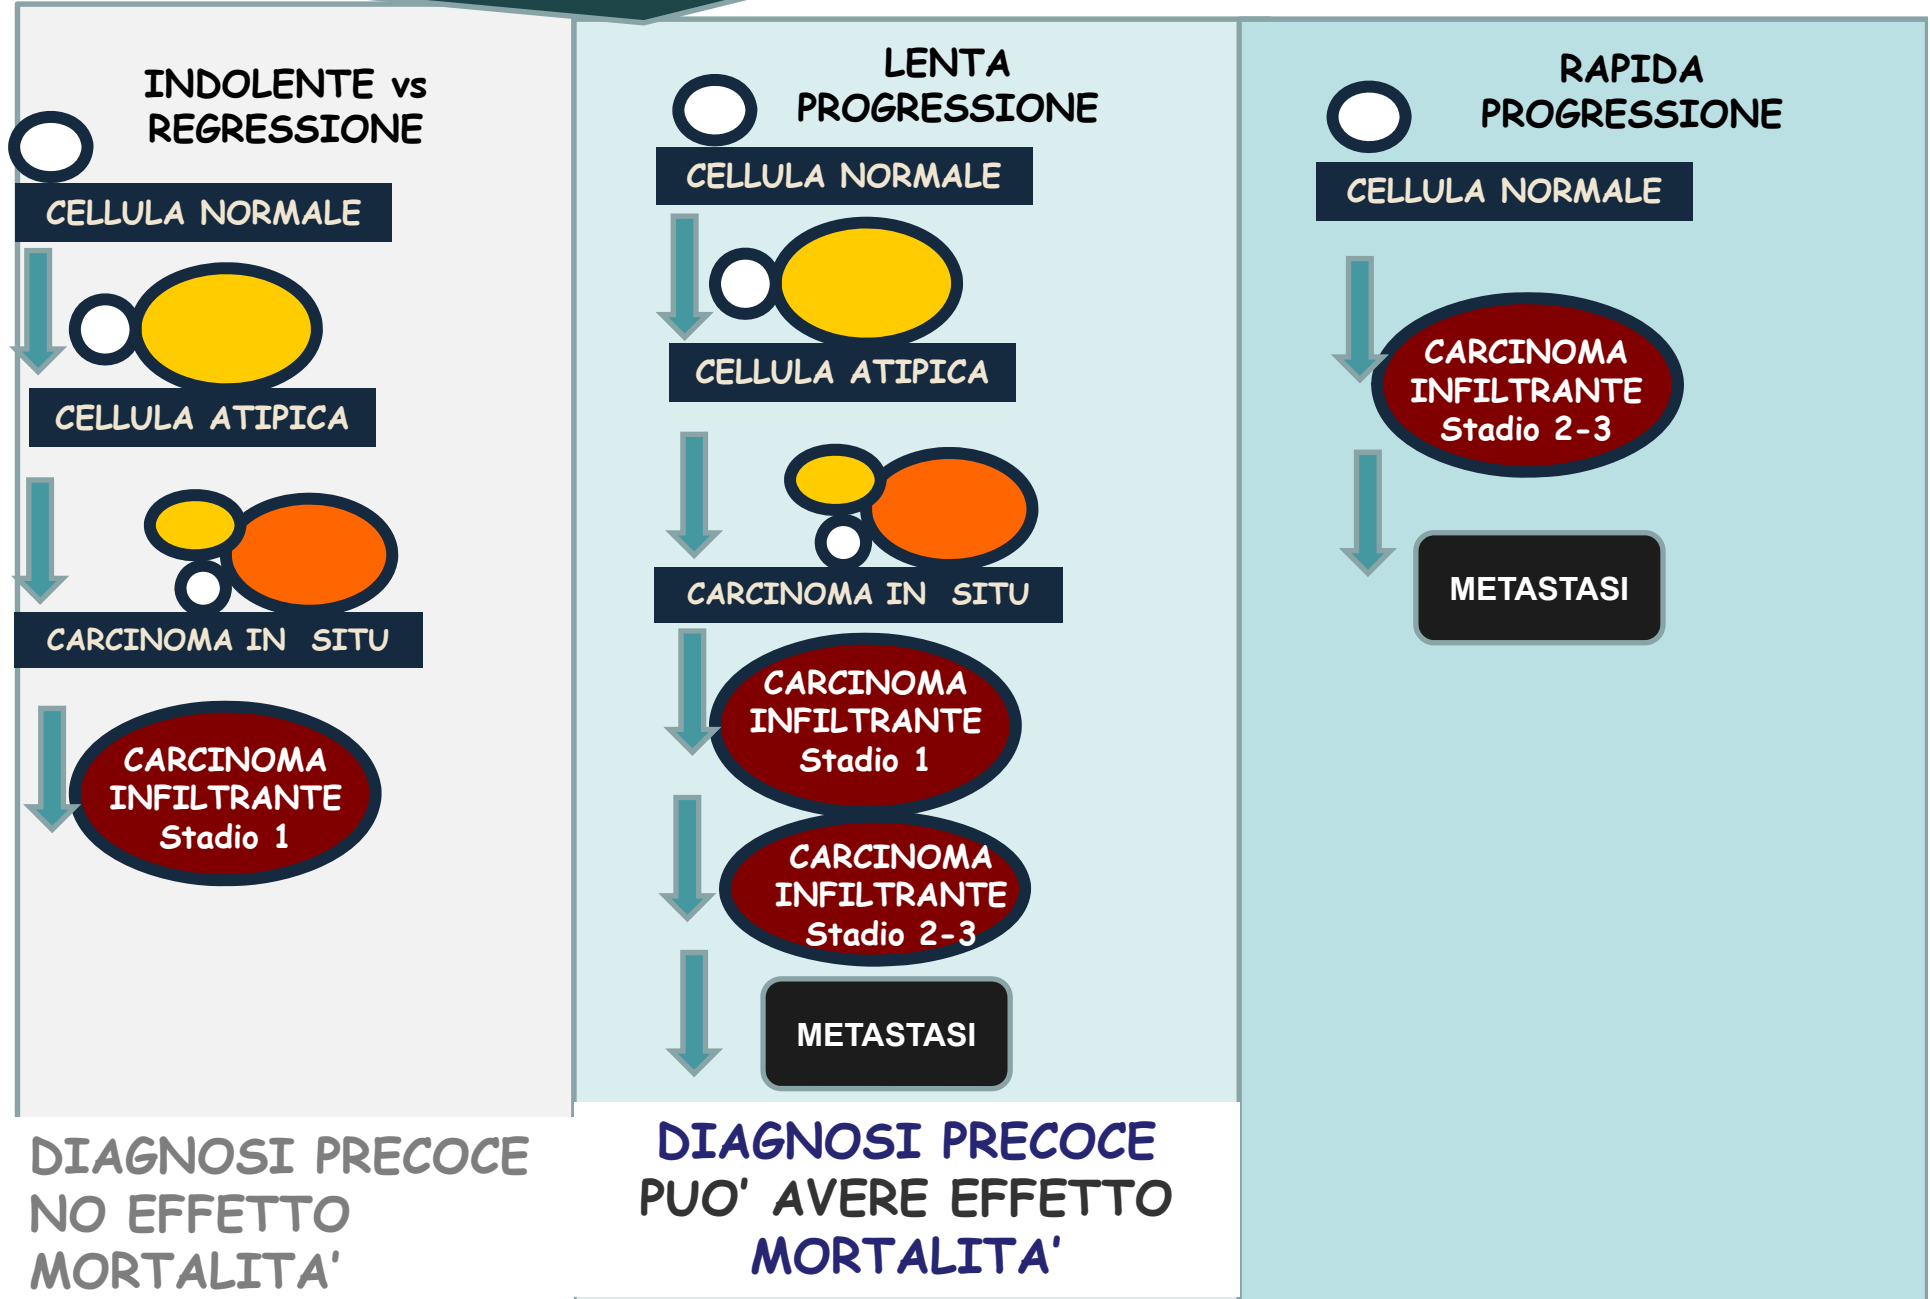 INDOLENTE vs
REGRESSIONE
CELLULA NORMALE
CELLULA ATIPICA
CARCINOMA IN SITU
CARCINOMA
INFILTRANTE
Stadio 1
DIAGNOSI PRECOCE
NO EFFETTO
MORTALITA'
LENTA
PROGRESSIONE
CELLULA NORMALE
CELLULA ATIPICA
CARCINOMA IN SITU
CARCINOMA
INFILTRANTE
Stadio 1
CARCINOMA
INFILTRANTE
Stadio 2-3
METASTASI
DIAGNOSI PRECOCE
PUO' AVERE EFFETTO
MORTALITA'
RAPIDA
PROGRESSIONE
CELLULA NORMALE
CARCINOMA
INFILTRANTE
Stadio 2-3
METASTASI